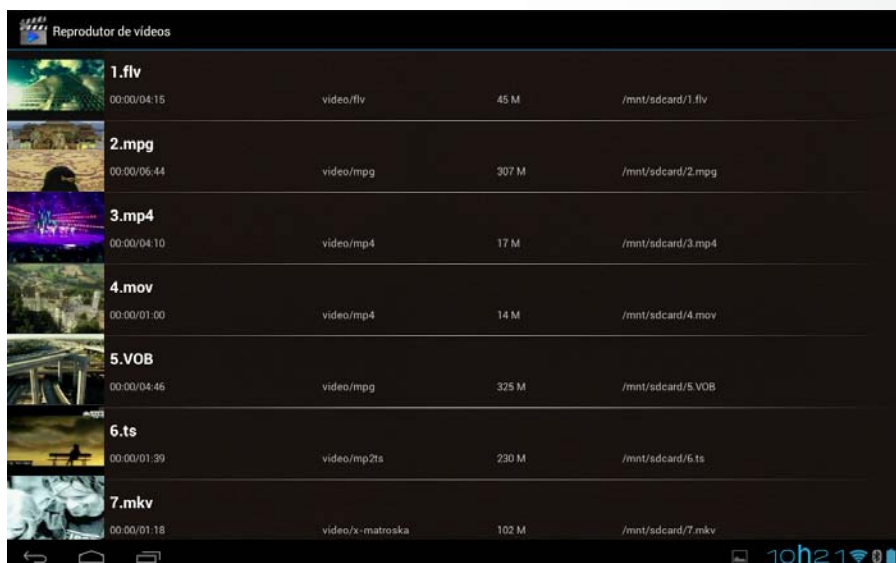 Reprodutor de vídeos
1.flv
00:00/04:15 video/flv 45 M /mnt/sdcard/1.flv
2.mpg
00:00/06:44 video/mpg 307 M /mnt/sdcard/2.mpg
3.mp4
00:00/04:10 video/mp4 17 M /mnt/sdcard/3.mp4
4.mov
00:00/01:00 video/mp4 14 M /mnt/sdcard/4.mov
5.VOB
00:00/04:46 video/mpg 325 M /mnt/sdcard/5.VOB
6.ts
00:00/01:39 video/mp2ts 230 M /mnt/sdcard/6.ts
7.mkv
00:00/01:18 video/x-matroska 102 M /mnt/sdcard/7.mkv
10h21